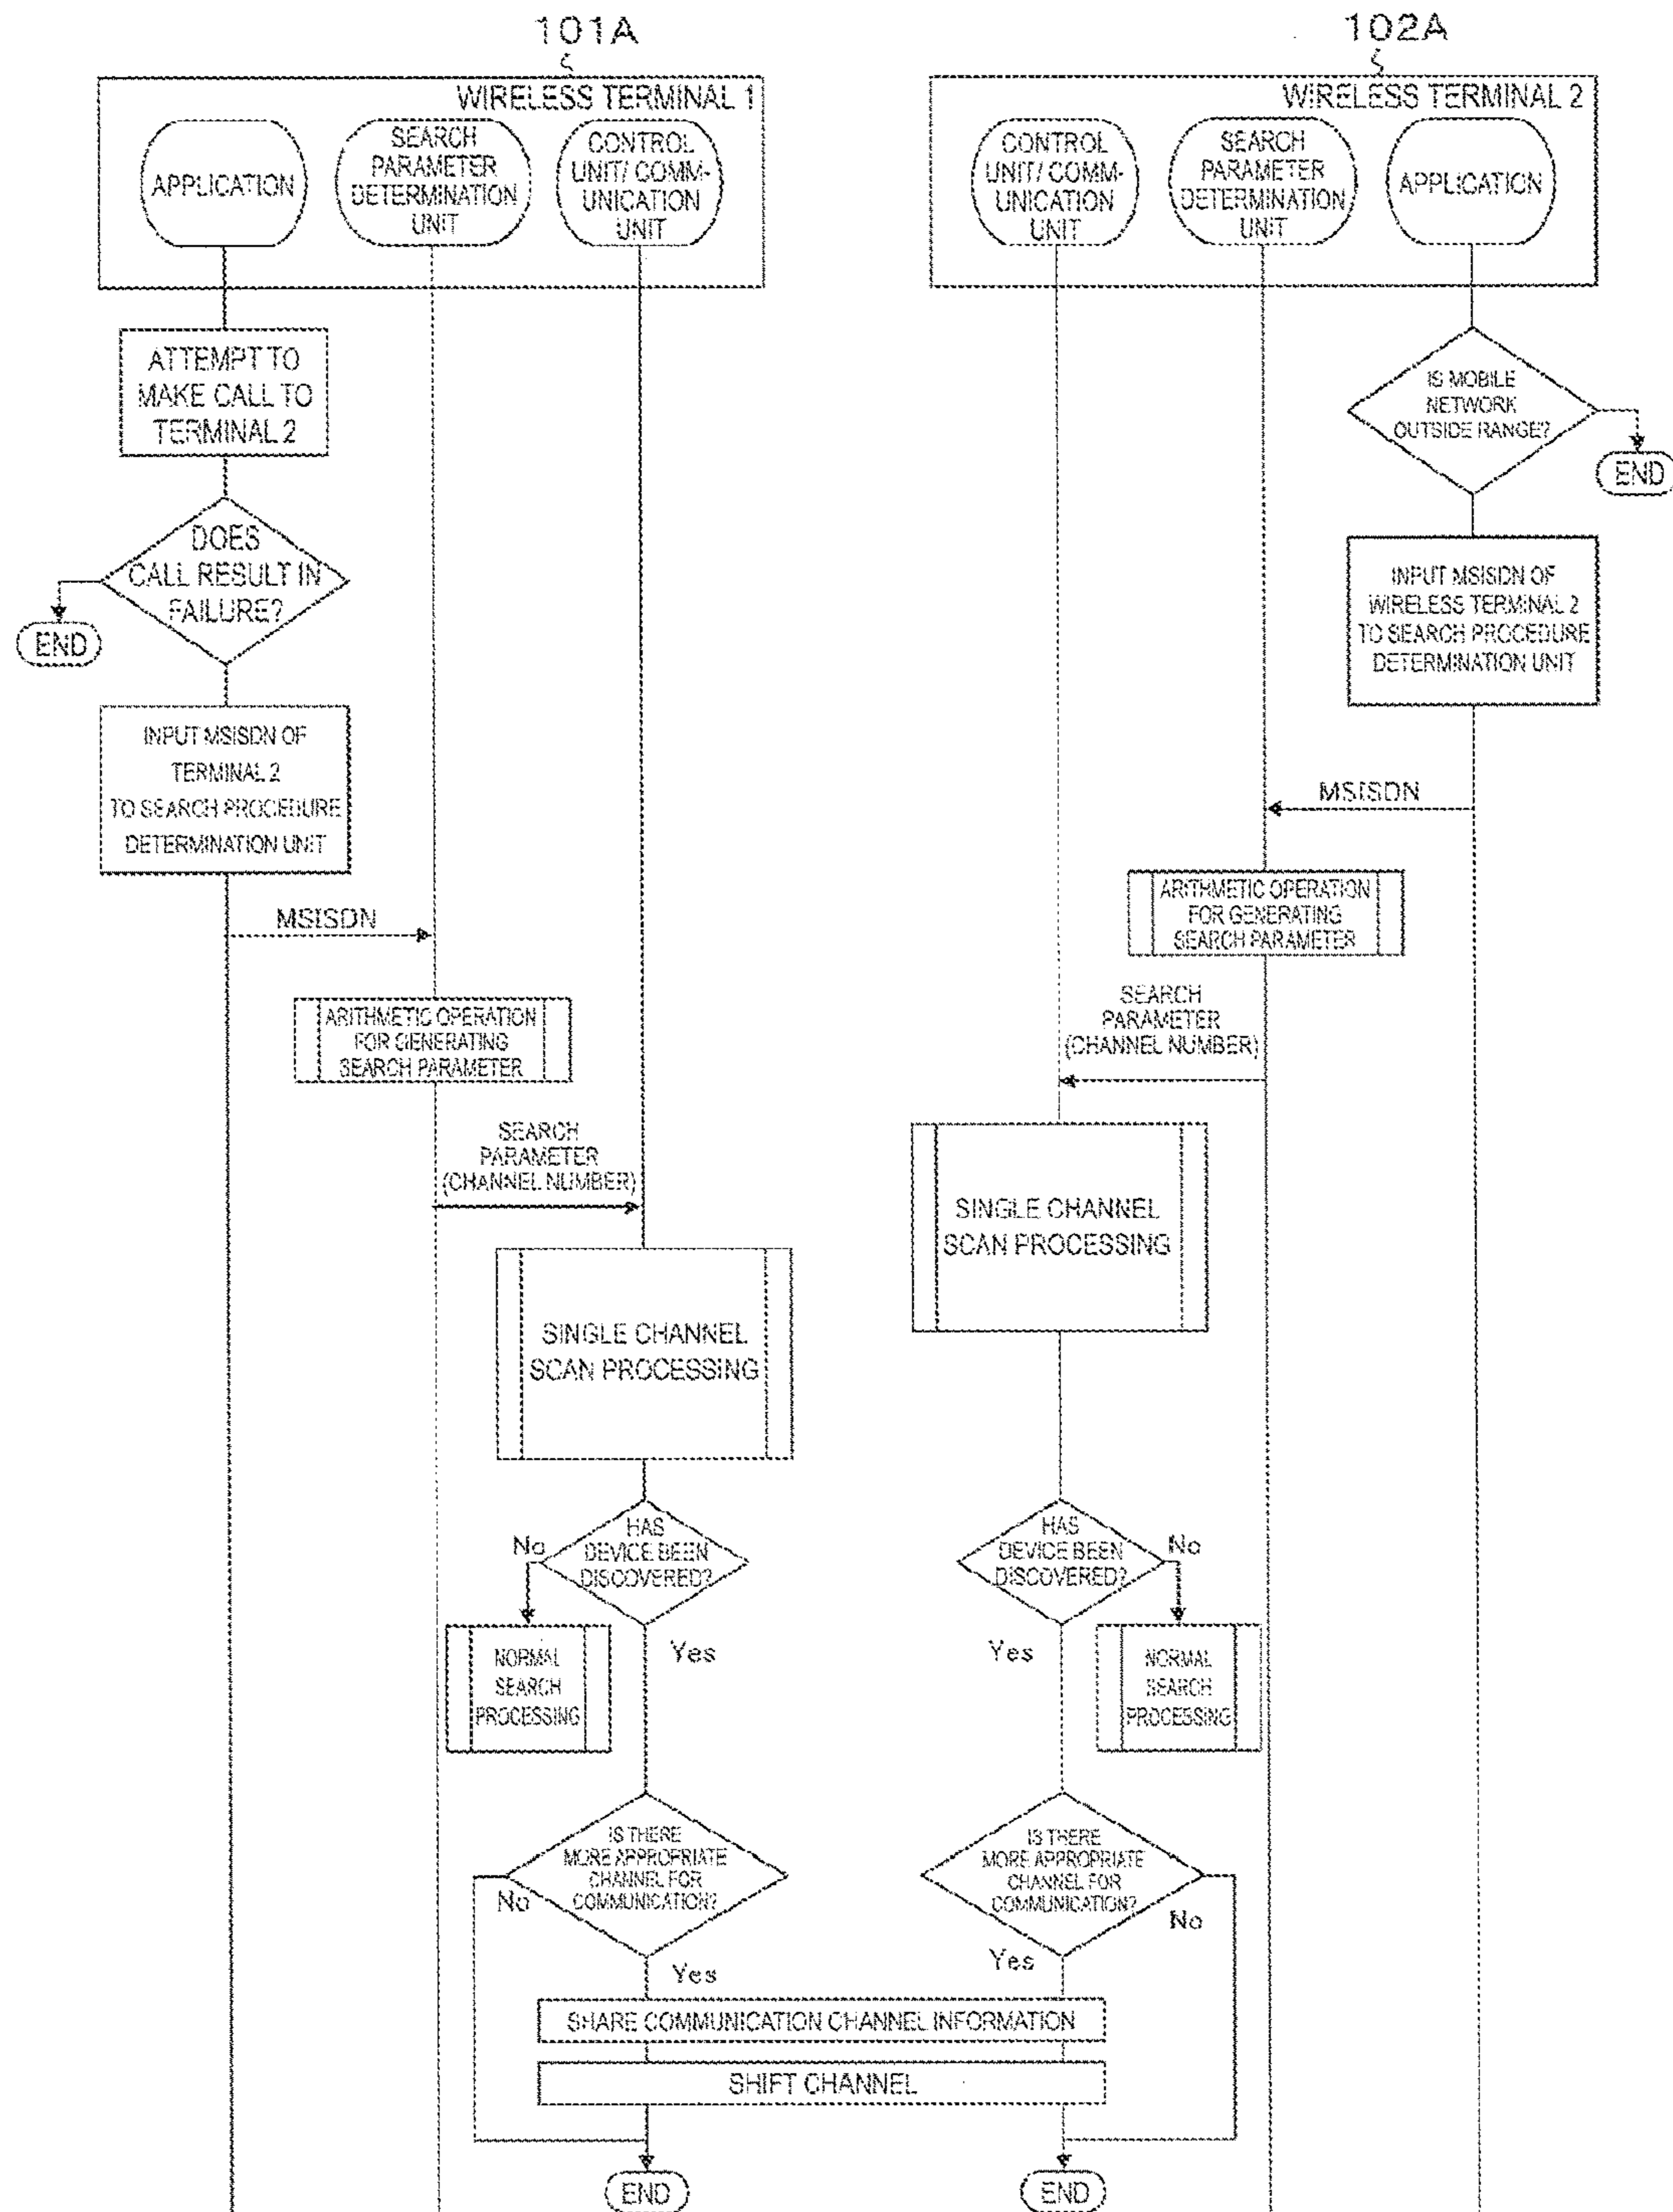 101A
102A
WIRELESS TERMINAL 1
APPLICATION
SEARCH
PARAMETER
DETERMINATION
UNIT
CONTROL
UNIT/ COMM-
UNICATION
UNIT
WIRELESS TERMINAL 2
CONTROL
UNIT/ COMM-
UNICATION
UNIT
SEARCH
PARAMETER
DETERMINATION
UNIT
APPLICATION
ATTEMPT TO
MAKE CALL TO
TERMINAL 2
IS MOBILE
NETWORK
OUTSIDE RANGE?
END
DOES
CALL RESULT IN
FAILURE?
END
INPUT MSISDN OF
WIRELESS TERMINAL 2
TO SEARCH PROCEDURE
DETERMINATION UNIT
INPUT MSISDN OF
TERMINAL 2
TO SEARCH PROCEDURE
DETERMINATION UNIT
MSISDN
ARITHMETIC OPERATION
FOR GENERATING
SEARCH PARAMETER
MSISDN
ARITHMETIC OPERATION
FOR GENERATING
SEARCH PARAMETER
SEARCH
PARAMETER
(CHANNEL NUMBER)
SEARCH
PARAMETER
(CHANNEL NUMBER)
SINGLE CHANNEL
SCAN PROCESSING
SINGLE CHANNEL
SCAN PROCESSING
HAS
DEVICE BEEN
DISCOVERED?
No
Yes
NORMAL
SEARCH
PROCESSING
HAS
DEVICE BEEN
DISCOVERED?
No
Yes
NORMAL
SEARCH
PROCESSING
IS THERE
MORE APPROPRIATE
CHANNEL FOR
COMMUNICATION?
No
Yes
IS THERE
MORE APPROPRIATE
CHANNEL FOR
COMMUNICATION?
No
Yes
SHARE COMMUNICATION CHANNEL INFORMATION
SHIFT CHANNEL
END
END